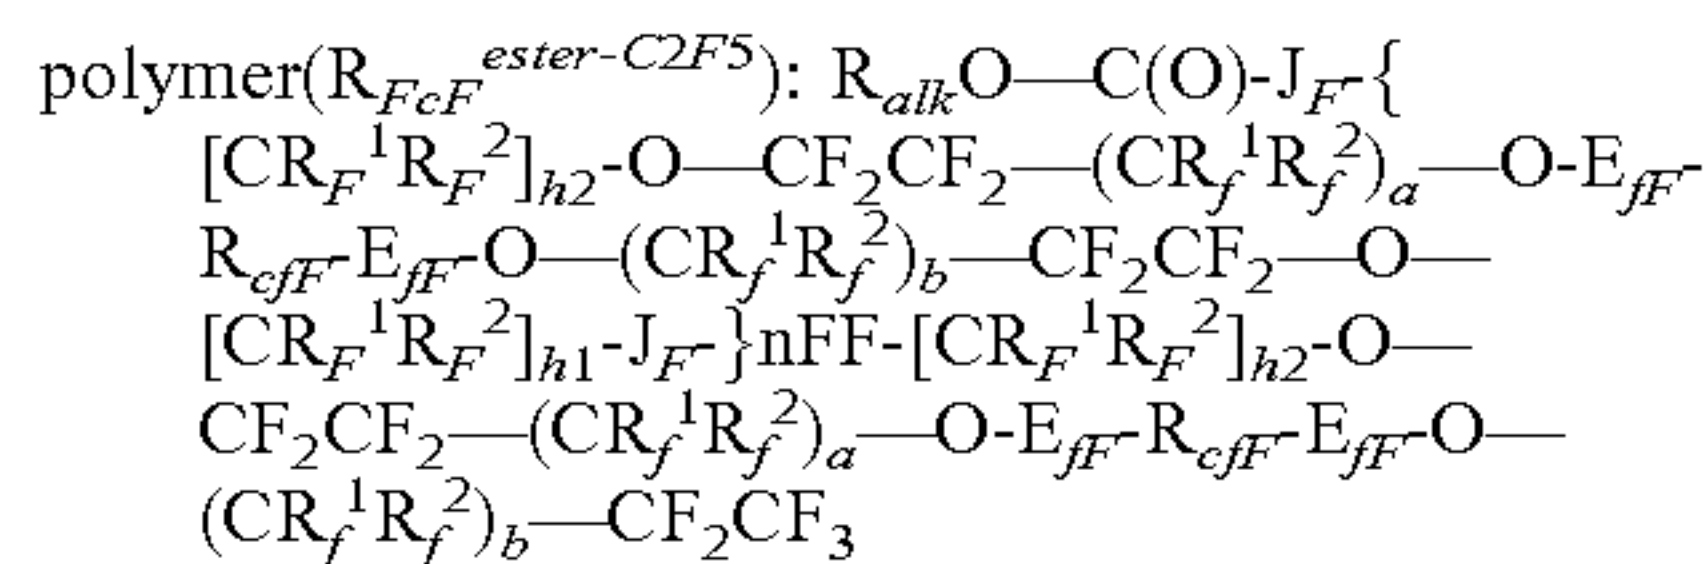 polymer(R_{FcF}^{ester-C2F5}): R_{alk}O—C(O)-J_F-{
[CR_F^1R_F^2]_{h2}-O—CF_2CF_2—(CR_f^1R_f^2)_a—O-E_{fF}-
R_{cfF}-E_{fF}-O—(CR_f^1R_f^2)_b—CF_2CF_2—O—
[CR_F^1R_F^2]_{h1}-J_F-}nFF-[CR_F^1R_F^2]_{h2}-O—
CF_2CF_2—(CR_f^1R_f^2)_a—O-E_{fF}-R_{cfF}-E_{fF}-O—
(CR_f^1R_f^2)_b—CF_2CF_3